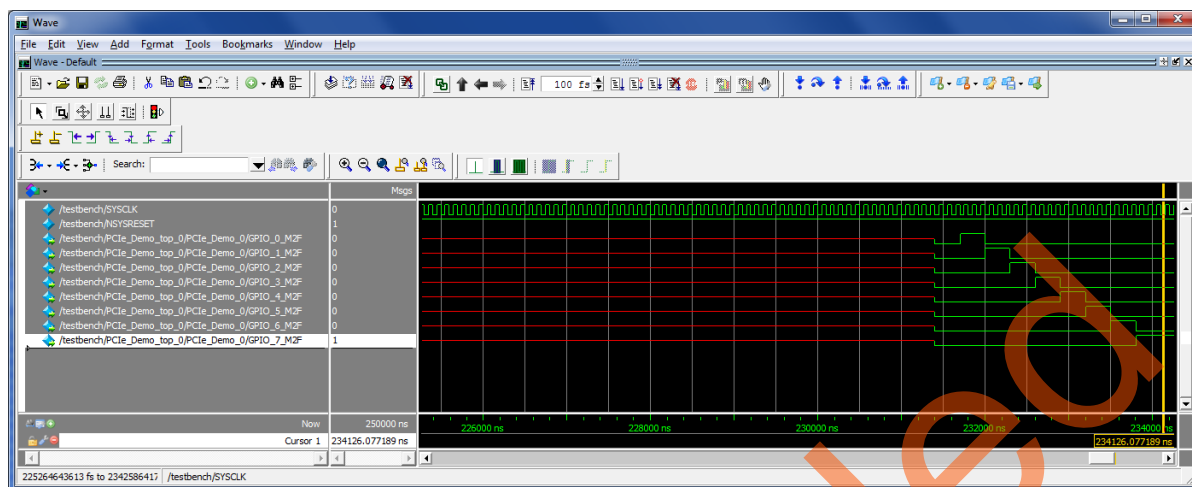 Wave
File Edit View Add Format Tools Bookmarks Window Help
Wave - Default
100 fs
Search:
Msgs
/testbench/SYSCLK 0
/testbench/NSYSRESET 1
/testbench/PCIe_Demo_top_0/PCIe_Demo_0/GPIO_0_M2F 0
/testbench/PCIe_Demo_top_0/PCIe_Demo_0/GPIO_1_M2F 0
/testbench/PCIe_Demo_top_0/PCIe_Demo_0/GPIO_2_M2F 0
/testbench/PCIe_Demo_top_0/PCIe_Demo_0/GPIO_3_M2F 0
/testbench/PCIe_Demo_top_0/PCIe_Demo_0/GPIO_4_M2F 0
/testbench/PCIe_Demo_top_0/PCIe_Demo_0/GPIO_5_M2F 0
/testbench/PCIe_Demo_top_0/PCIe_Demo_0/GPIO_6_M2F 0
/testbench/PCIe_Demo_top_0/PCIe_Demo_0/GPIO_7_M2F 1
Now 250000 ns 226000 ns 228000 ns 230000 ns 232000 ns 234000 ns
Cursor 1 234126.077189 ns 234126.077189 ns
225264643613 fs to 2342586417 /testbench/SYSCLK